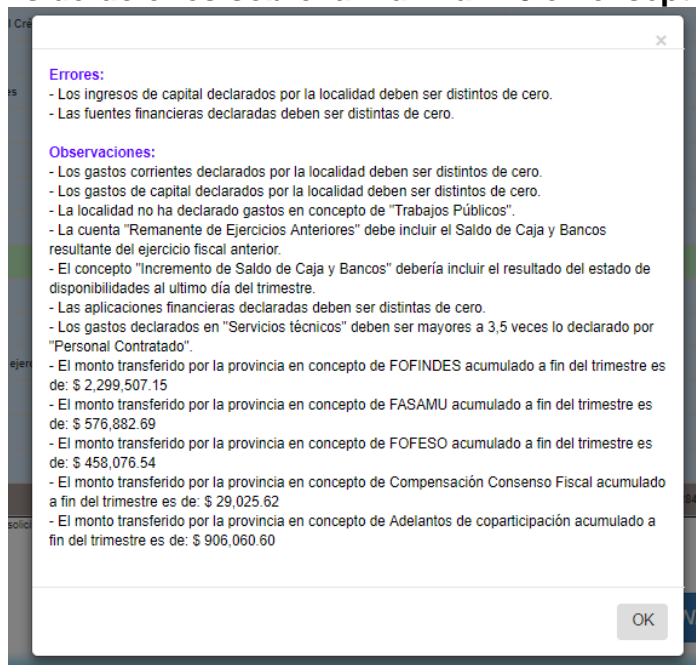 l Cré
×
es
Errores:
- Los ingresos de capital declarados por la localidad deben ser distintos de cero.
- Las fuentes financieras declaradas deben ser distintas de cero.
Observaciones:
- Los gastos corrientes declarados por la localidad deben ser distintos de cero.
- Los gastos de capital declarados por la localidad deben ser distintos de cero.
- La localidad no ha declarado gastos en concepto de "Trabajos Públicos".
- La cuenta "Remanente de Ejercicios Anteriores" debe incluir el Saldo de Caja y Bancos
resultante del ejercicio fiscal anterior.
- El concepto "Incremento de Saldo de Caja y Bancos" debería incluir el resultado del estado de
disponibilidades al ultimo día del trimestre.
- Las aplicaciones financieras declaradas deben ser distintas de cero.
- Los gastos declarados en "Servicios técnicos" deben ser mayores a 3,5 veces lo declarado por
"Personal Contratado".
ejer
- El monto transferido por la provincia en concepto de FOFINDES acumulado a fin del trimestre es
de: $ 2,299,507.15
- El monto transferido por la provincia en concepto de FASAMU acumulado a fin del trimestre es
de: $ 576,882.69
- El monto transferido por la provincia en concepto de FOFESO acumulado a fin del trimestre es
de: $ 458,076.54
- El monto transferido por la provincia en concepto de Compensación Consenso Fiscal acumulado
a fin del trimestre es de: $ 29,025.62
- El monto transferido por la provincia en concepto de Adelantos de coparticipación acumulado a
fin del trimestre es de: $ 906,060.60
solici
OK